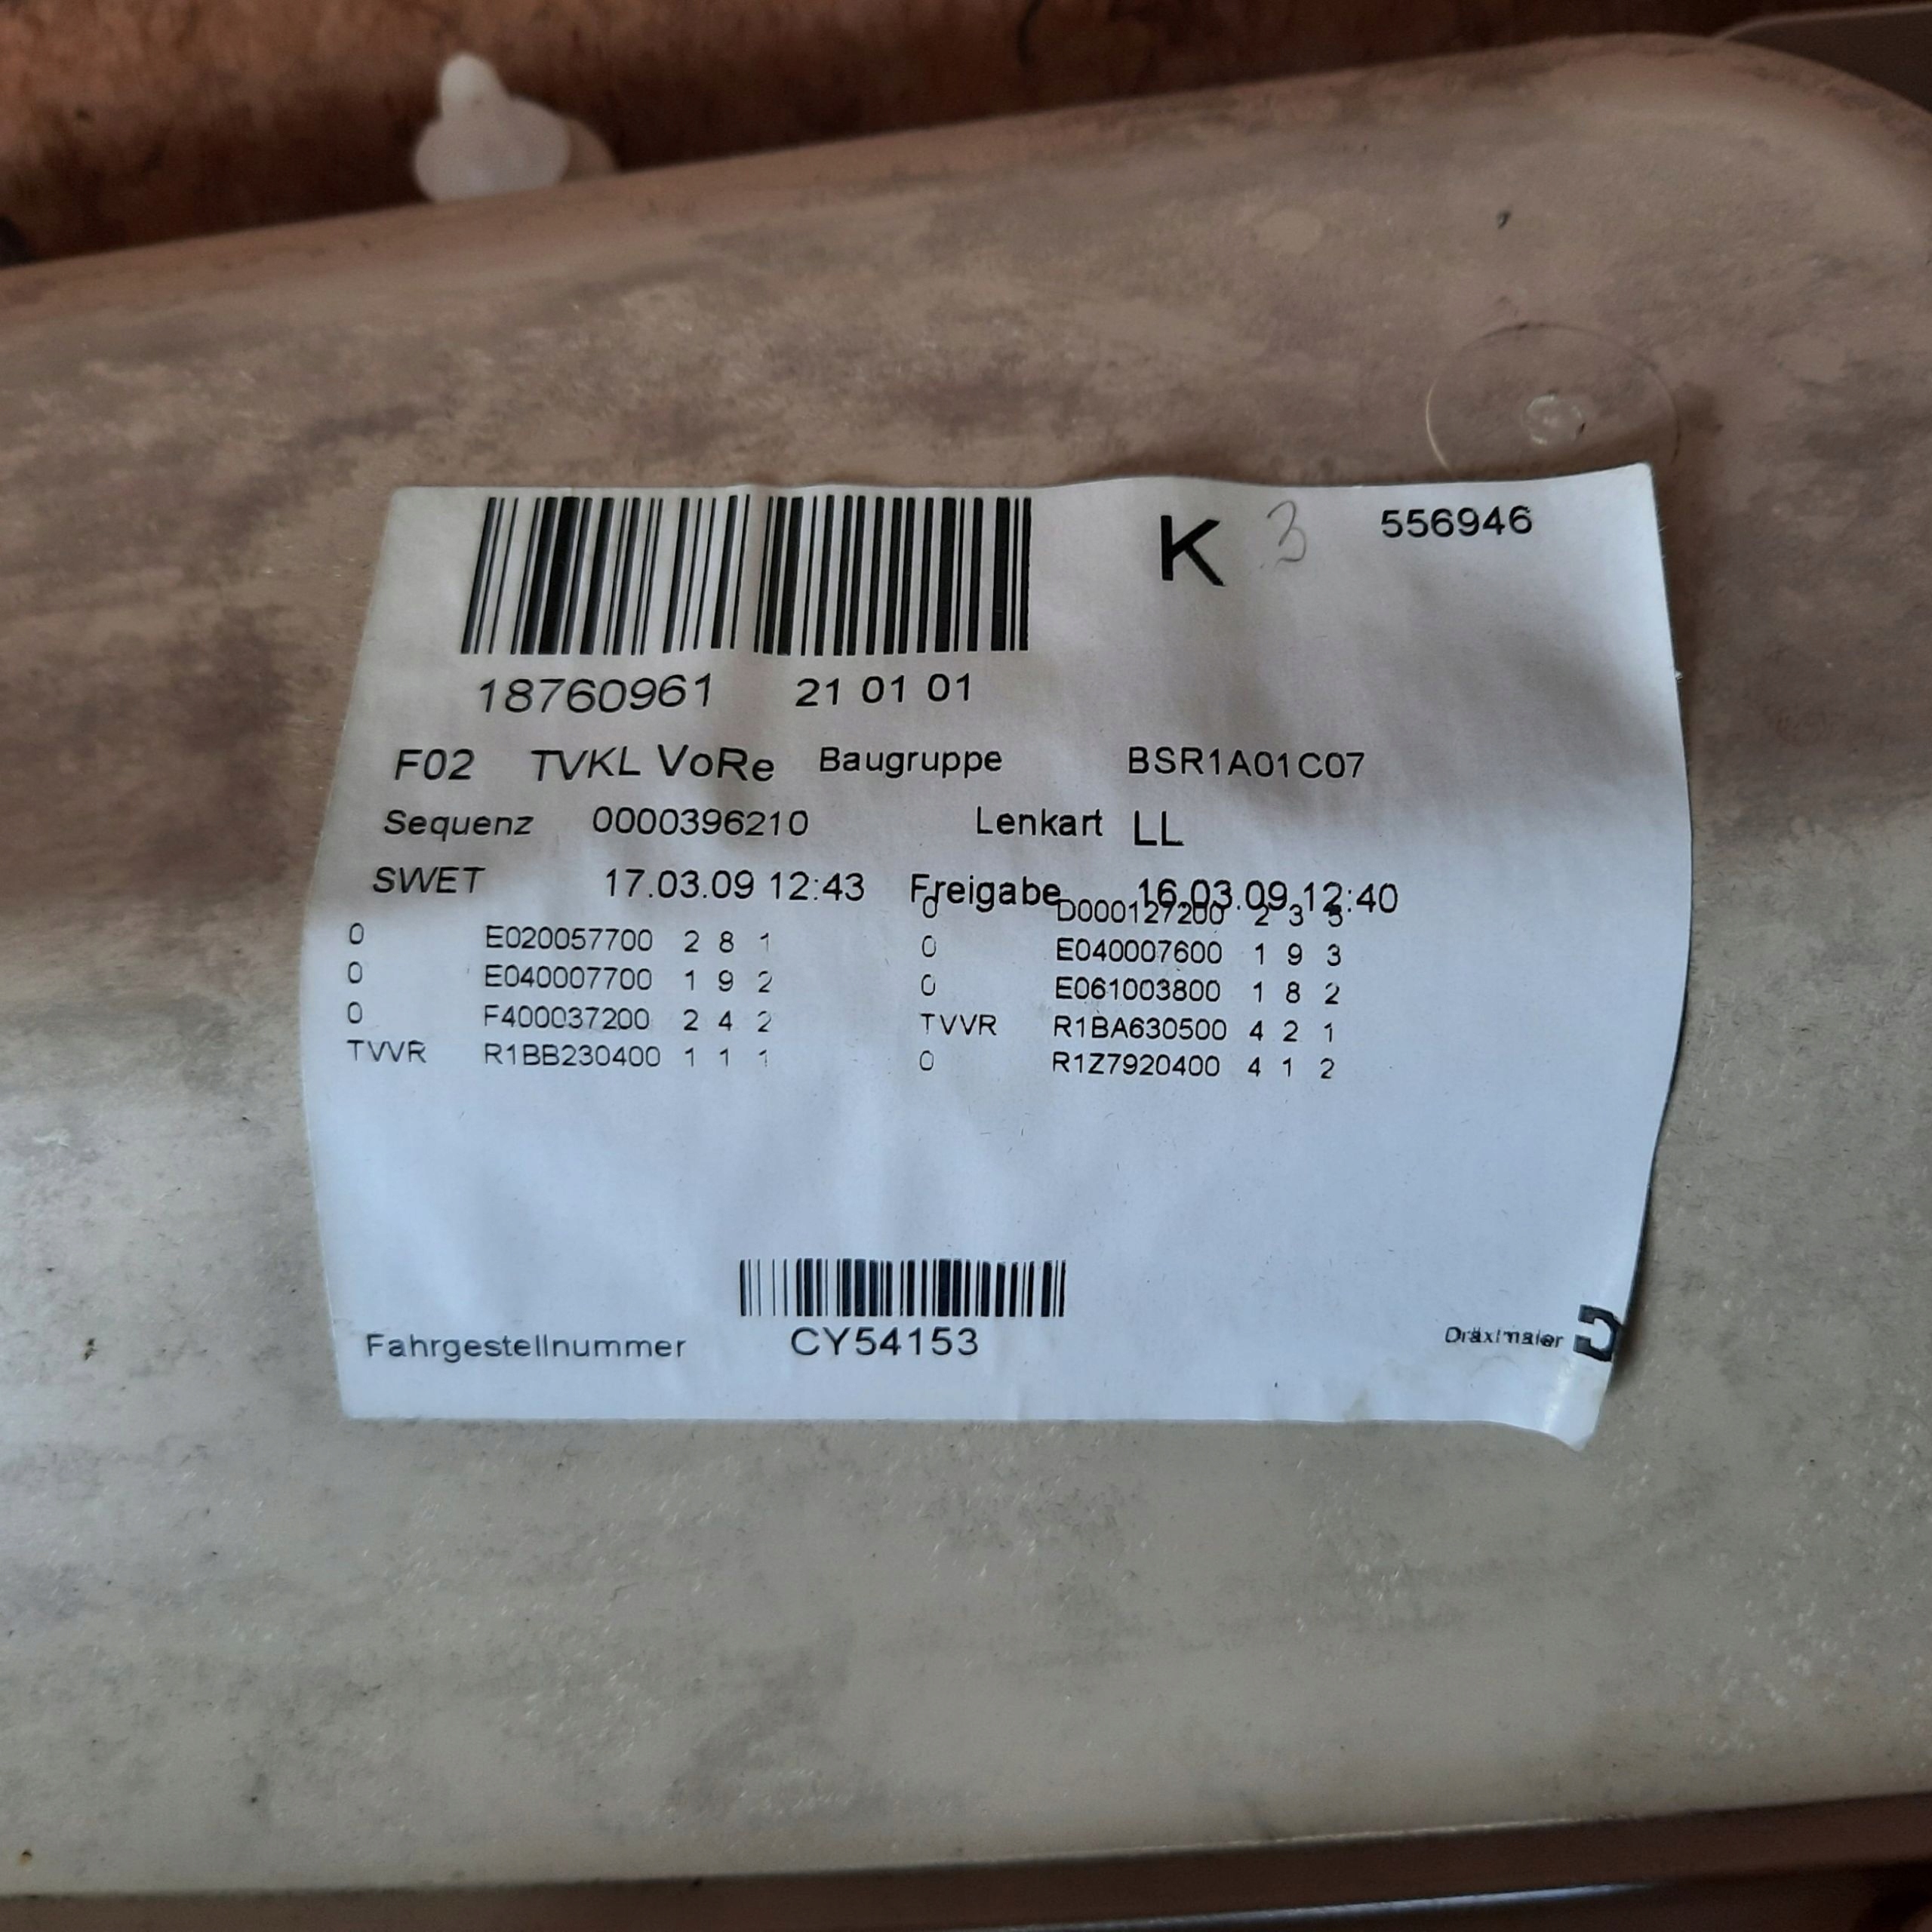 K 3 556946
18760961 21 01 01
F02 TVKL VoRe Baugruppe BSR1A01C07
Sequenz 0000396210 Lenkart LL
SWET 17.03.09 12:43 Freigabe 16.03.09 12:40
0 D000127200 2 3 3
0 E020057700 2 8 1 0 E040007600 1 9 3
0 E040007700 1 9 2 0 E061003800 1 8 2
0 F400037200 2 4 2 TVVR R1BA630500 4 2 1
TVVR R1BB230400 1 1 1 0 R1Z7920400 4 1 2
Fahrgestellnummer CY54153 Dräxlmaier